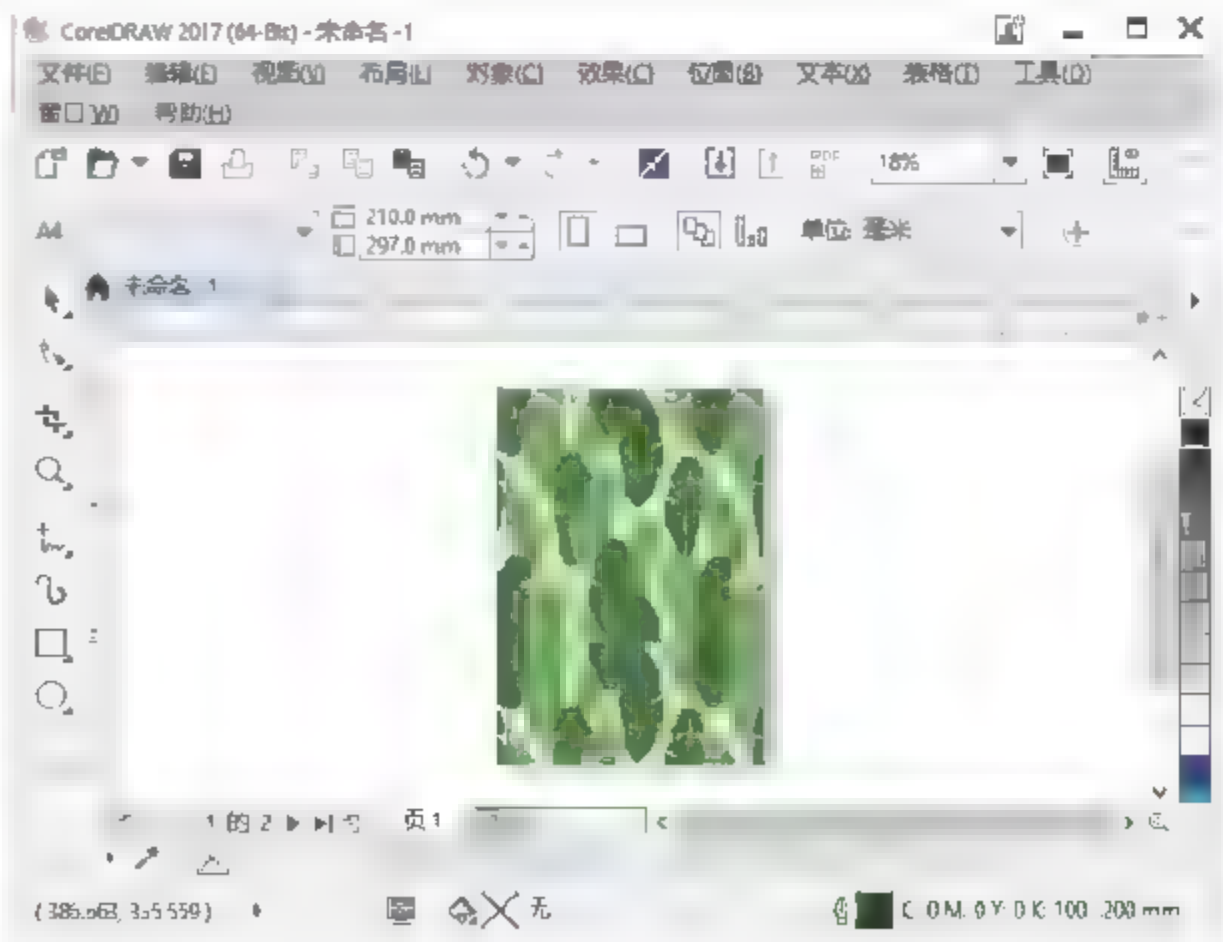 CorelDRAW 2017 (64-Bit) - 未命名 -1
文件(F) 编辑(E) 视图(V) 布局(L) 对象(C) 效果(C) 位图(B) 文本(X) 表格(T) 工具(O)
窗口(W) 帮助(H)
PDF 18%
A4 210.0 mm 单位: 毫米
297.0 mm
未命名 -1
1 的 2 页 1
无 C: 0 M: 0 Y: 0 K: 100 .200 mm